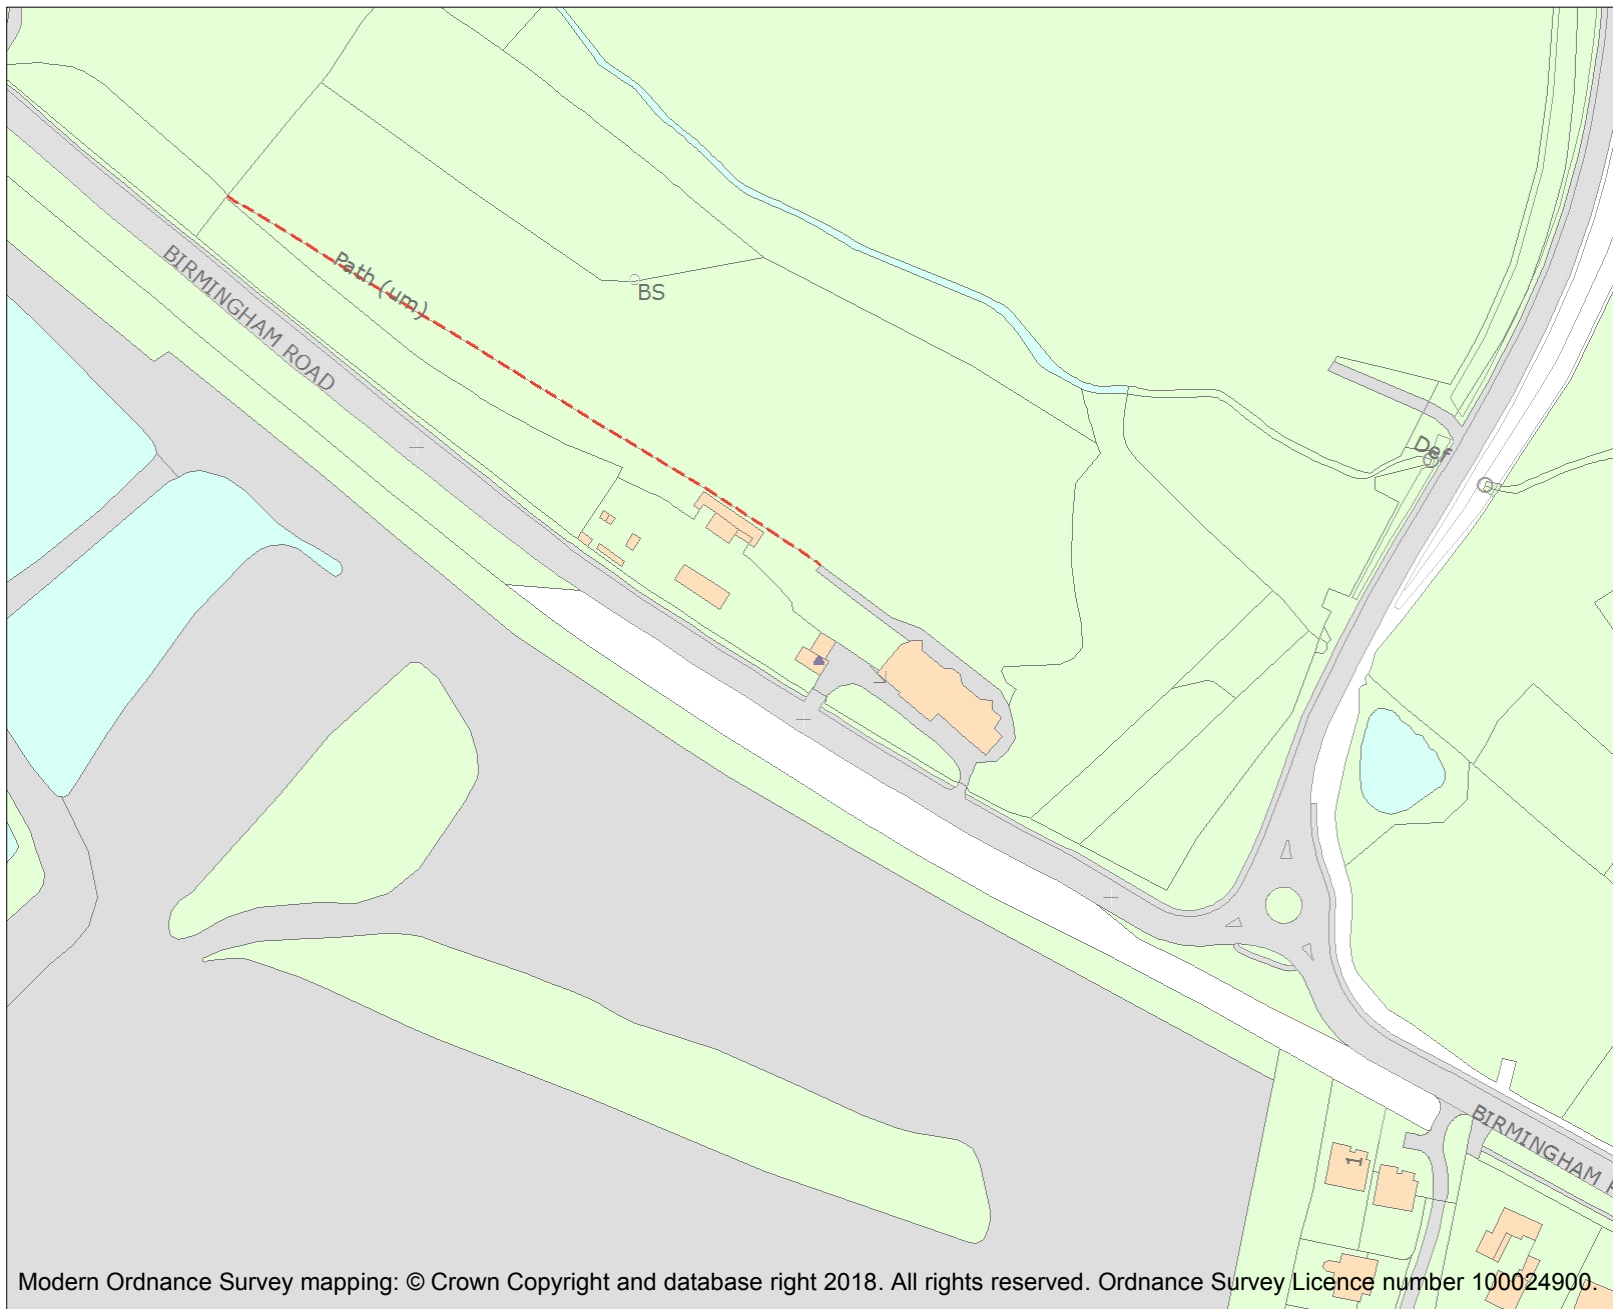 Path (um)
BIRMINGHAM ROAD
BS
Def
BIRMINGHAM R
1
Modern Ordnance Survey mapping: © Crown Copyright and database right 2018. All rights reserved. Ordnance Survey Licence number 100024900.